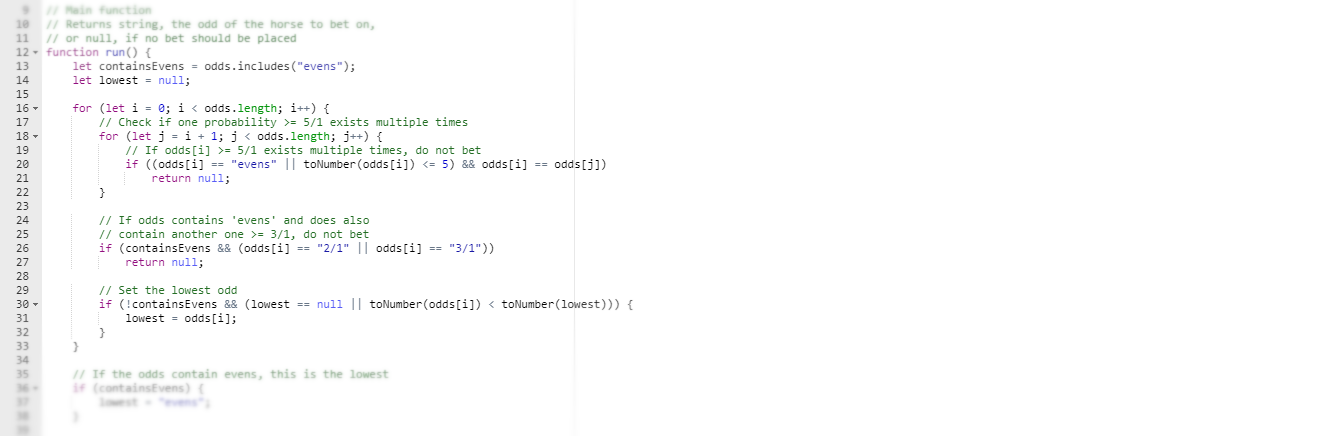 9 // Main function
10 // Returns string, the odd of the horse to bet on,
11 // or null, if no bet should be placed
12 function run() {
13 let containsEvens = odds.includes("evens");
14 let lowest = null;
15
16 for (let i = 0; i < odds.length; i++) {
17 // Check if one probability >= 5/1 exists multiple times
18 for (let j = i + 1; j < odds.length; j++) {
19 // If odds[i] >= 5/1 exists multiple times, do not bet
20 if ((odds[i] == "evens" || toNumber(odds[i]) <= 5) && odds[i] == odds[j])
21 return null;
22 }
23
24 // If odds contains 'evens' and does also
25 // contain another one >= 3/1, do not bet
26 if (containsEvens && (odds[i] == "2/1" || odds[i] == "3/1"))
27 return null;
28
29 // Set the lowest odd
30 if (!containsEvens && (lowest == null || toNumber(odds[i]) < toNumber(lowest))) {
31 lowest = odds[i];
32 }
33 }
34
35 // If the odds contain evens, this is the lowest
36 if (containsEvens) {
37 lowest = "evens";
38 }
39